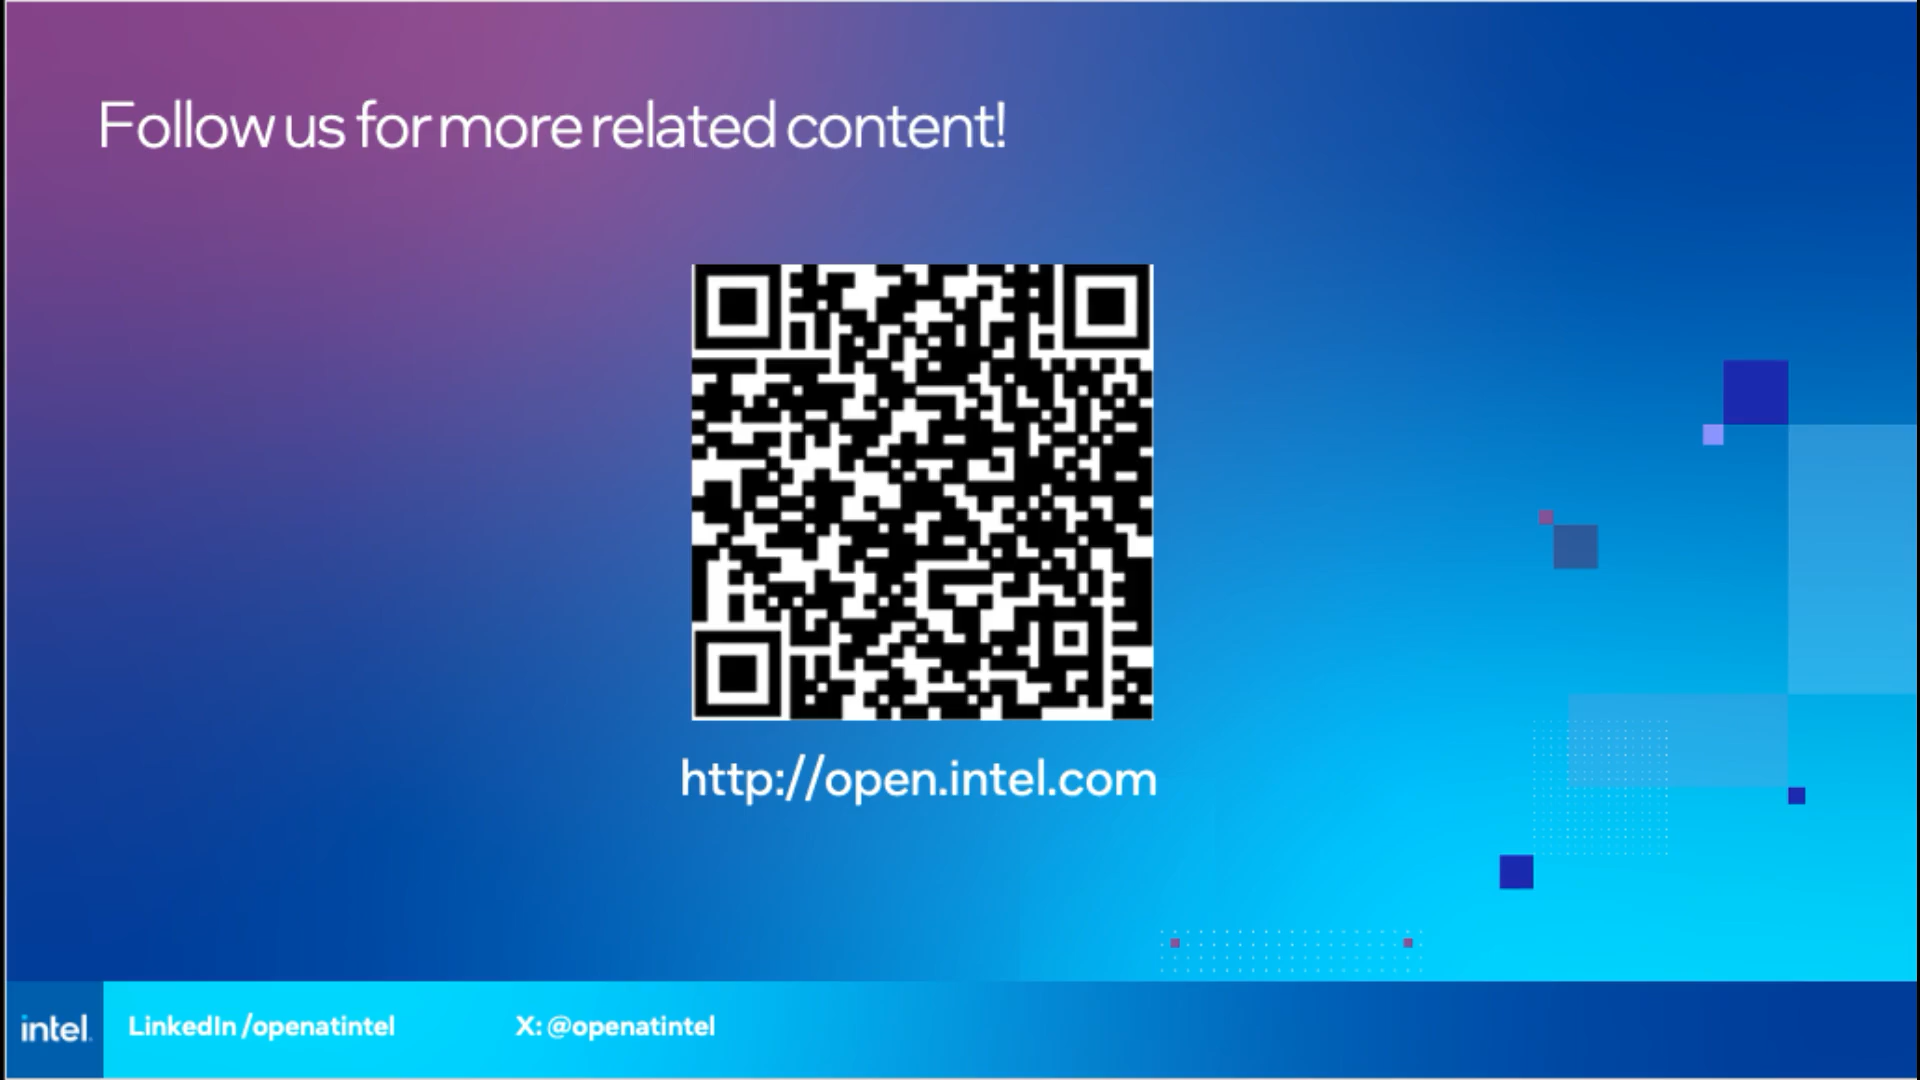 Follow us for more related content!
http://open.intel.com
intel.
LinkedIn /openatintel
X: @openatintel